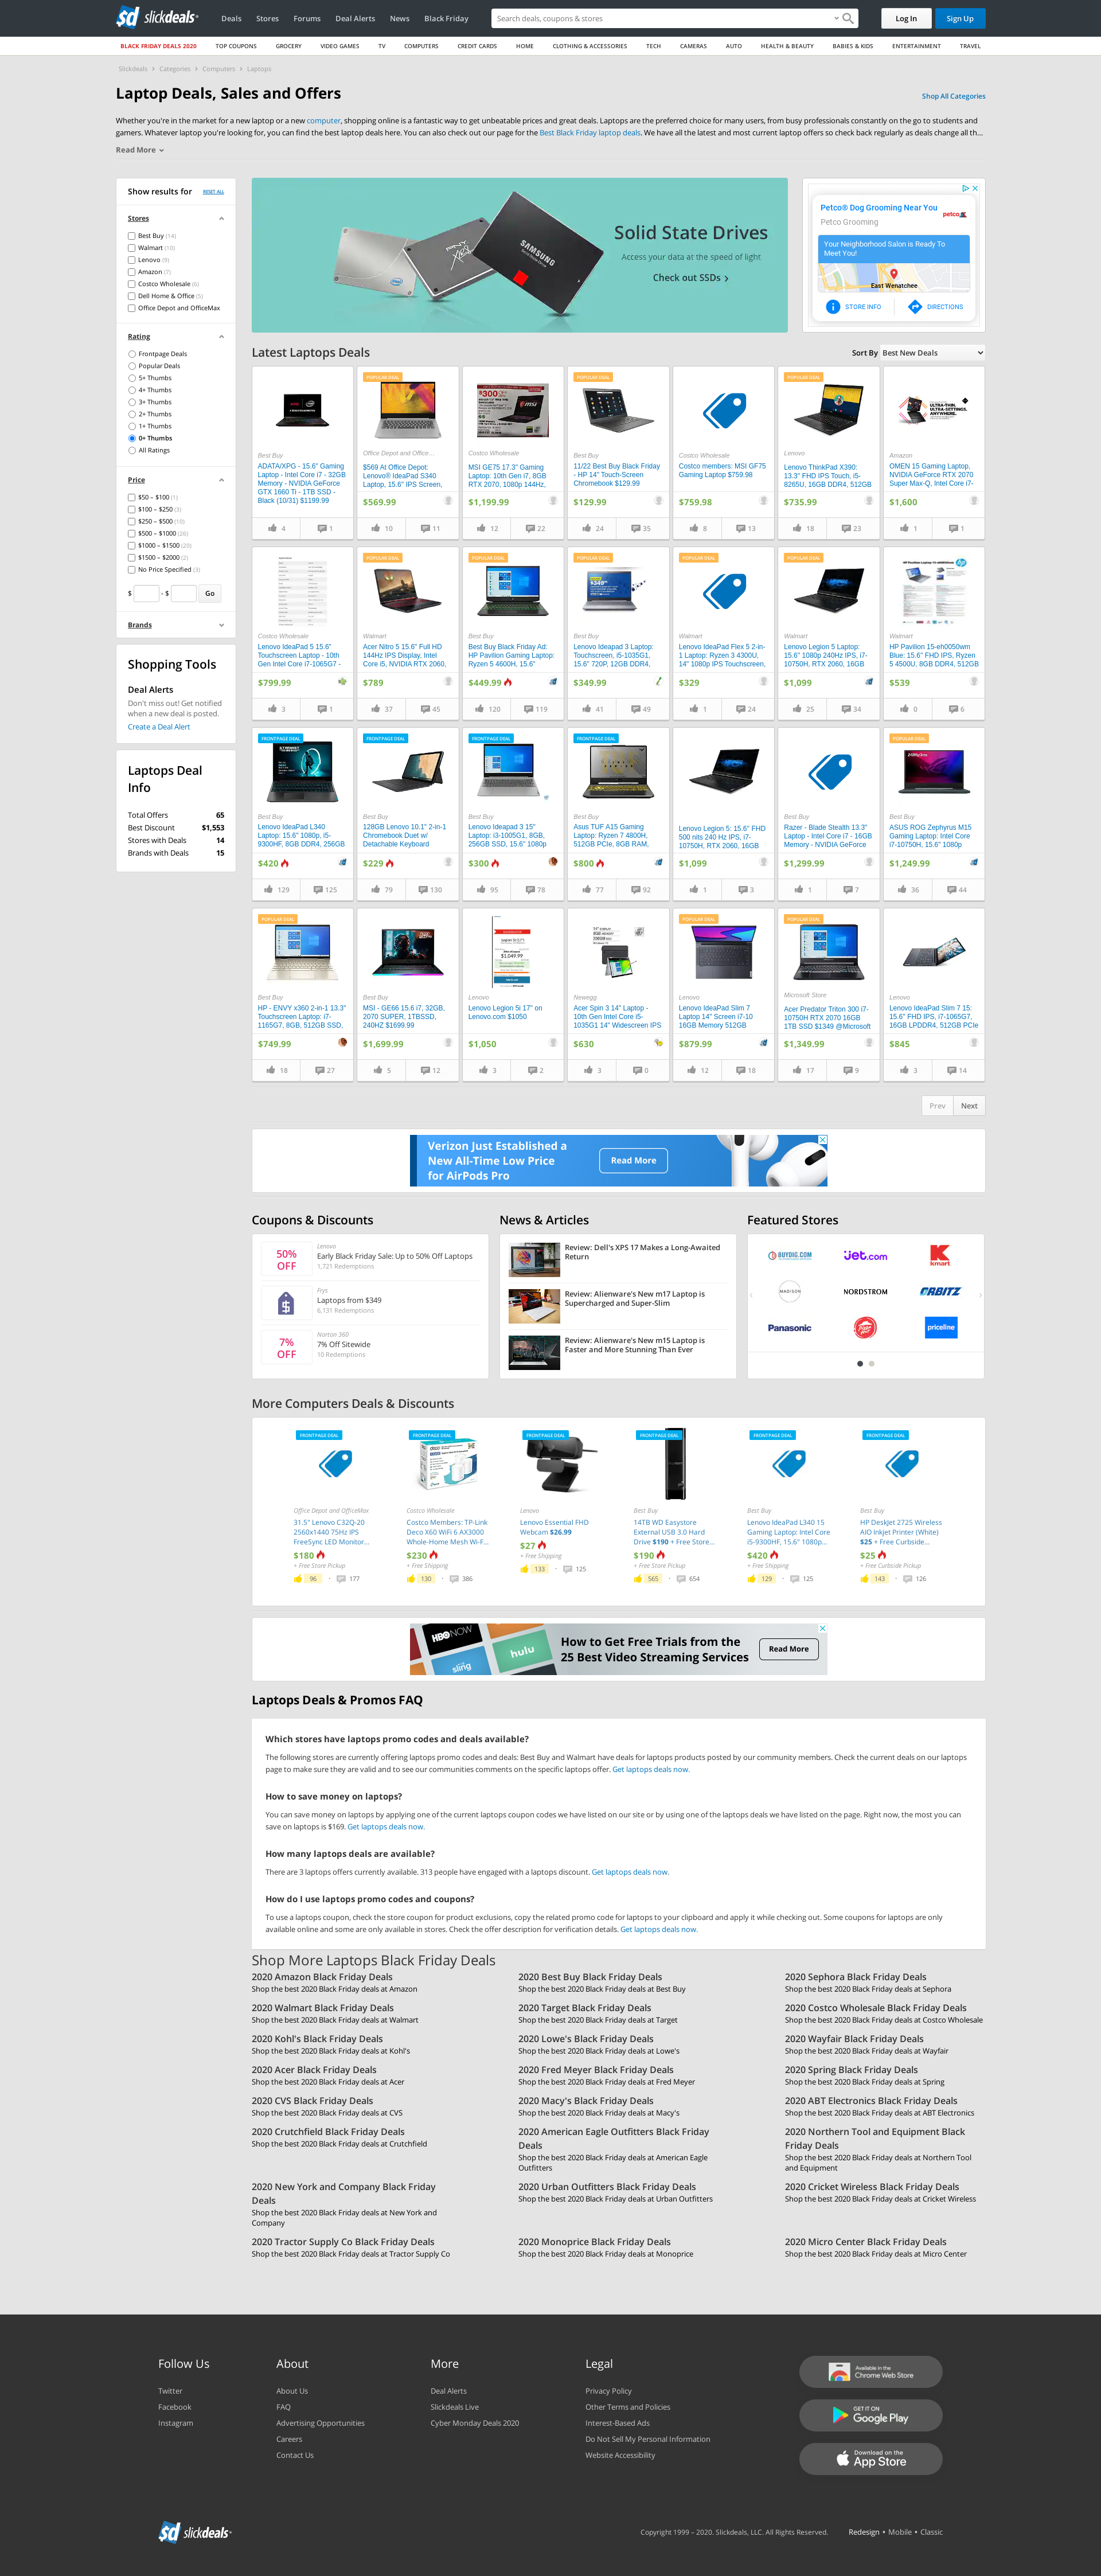 sd slickdeals
Deals
Stores
Forums
Deal Alerts
News
Black Friday
Search deals, coupons & stores
Log In
Sign Up
BLACK FRIDAY DEALS 2020
TOP COUPONS
GROCERY
VIDEO GAMES
TV
COMPUTERS
CREDIT CARDS
HOME
CLOTHING & ACCESSORIES
TECH
CAMERAS
AUTO
HEALTH & BEAUTY
BABIES & KIDS
ENTERTAINMENT
TRAVEL
Slickdeals > Categories > Computers > Laptops
Laptop Deals, Sales and Offers
Shop All Categories
Whether you're in the market for a new laptop or a new computer, shopping online is a fantastic way to get unbeatable prices and great deals. Laptops are the preferred choice for many users, from busy professionals constantly on the go to students and
gamers. Whatever laptop you're looking for, you can find the best laptop deals here. You can also check out our page for the Best Black Friday laptop deals. We have all the latest and most current laptop offers so check back regularly as deals change all th...
Read More
Show results for
RESET ALL
Stores
Best Buy (14)
Walmart (10)
Lenovo (9)
Amazon (7)
Costco Wholesale (6)
Dell Home & Office (5)
Office Depot and OfficeMax
Rating
Frontpage Deals
Popular Deals
5+ Thumbs
4+ Thumbs
3+ Thumbs
2+ Thumbs
1+ Thumbs
0+ Thumbs
All Ratings
Price
$50 – $100 (1)
$100 – $250 (3)
$250 – $500 (10)
$500 – $1000 (26)
$1000 – $1500 (20)
$1500 – $2000 (2)
No Price Specified (3)
$ - $ Go
Brands
Shopping Tools
Deal Alerts
Don't miss out! Get notified
when a new deal is posted.
Create a Deal Alert
Laptops Deal
Info
Total Offers 65
Best Discount $1,553
Stores with Deals 14
Brands with Deals 15
SAMSUNG
Solid State Drives
Access your data at the speed of light
Check out SSDs
Petco® Dog Grooming Near You
Petco Grooming
petco
Your Neighborhood Salon is Ready To
Meet You!
East Wenatchee
STORE INFO
DIRECTIONS
Latest Laptops Deals
Sort By Best New Deals
Best Buy
ADATA/XPG - 15.6" Gaming
Laptop - Intel Core i7 - 32GB
Memory - NVIDIA GeForce
GTX 1660 Ti - 1TB SSD -
Black (10/31) $1199.99
4 1
POPULAR DEAL
Office Depot and Office...
$569 At Office Depot:
Lenovo® IdeaPad S340
Laptop, 15.6" IPS Screen,
$569.99
10 11
$300
Costco Wholesale
MSI GE75 17.3" Gaming
Laptop: 10th Gen i7, 8GB
RTX 2070, 1080p 144Hz,
$1,199.99
12 22
POPULAR DEAL
Best Buy
11/22 Best Buy Black Friday
- HP 14" Touch-Screen
Chromebook $129.99
$129.99
24 35
Costco Wholesale
Costco members: MSI GF75
Gaming Laptop $759.98
$759.98
8 13
POPULAR DEAL
Lenovo
Lenovo ThinkPad X390:
13.3" FHD IPS Touch, i5-
8265U, 16GB DDR4, 512GB
$735.99
18 23
ULTRA-THIN.
ULTRA-SETTINGS.
ANYWHERE.
Amazon
OMEN 15 Gaming Laptop,
NVIDIA GeForce RTX 2070
Super Max-Q, Intel Core i7-
$1,600
1 1
Costco Wholesale
Lenovo IdeaPad 5 15.6"
Touchscreen Laptop - 10th
Gen Intel Core i7-1065G7 -
$799.99
3 1
POPULAR DEAL
Walmart
Acer Nitro 5 15.6" Full HD
144Hz IPS Display, Intel
Core i5, NVIDIA RTX 2060,
$789
37 45
POPULAR DEAL
Best Buy
Best Buy Black Friday Ad:
HP Pavilion Gaming Laptop:
Ryzen 5 4600H, 15.6"
$449.99
120 119
POPULAR DEAL
Best Buy
Lenovo Ideapad 3 Laptop:
Touchscreen, i5-1035G1,
15.6" 720P, 12GB DDR4,
$349.99
41 49
POPULAR DEAL
Walmart
Lenovo IdeaPad Flex 5 2-in-
1 Laptop: Ryzen 3 4300U,
14" 1080p IPS Touchscreen,
$329
1 24
POPULAR DEAL
Walmart
Lenovo Legion 5 Laptop:
15.6" 1080p 240Hz IPS, i7-
10750H, RTX 2060, 16GB
$1,099
25 34
Walmart
HP Pavilion 15-eh0050wm
Blue: 15.6" FHD IPS, Ryzen
5 4500U, 8GB DDR4, 512GB
$539
0 6
FRONTPAGE DEAL
Best Buy
Lenovo IdeaPad L340
Laptop: 15.6" 1080p, i5-
9300HF, 8GB DDR4, 256GB
$420
129 125
FRONTPAGE DEAL
Best Buy
128GB Lenovo 10.1" 2-in-1
Chromebook Duet w/
Detachable Keyboard
$229
79 130
FRONTPAGE DEAL
Best Buy
Lenovo Ideapad 3 15"
Laptop: i3-1005G1, 8GB,
256GB SSD, 15.6" 1080p
$300
95 78
FRONTPAGE DEAL
Best Buy
Asus TUF A15 Gaming
Laptop: Ryzen 7 4800H,
512GB PCIe, 8GB RAM,
$800
77 92
Lenovo Legion 5: 15.6" FHD
500 nits 240 Hz IPS, i7-
10750H, RTX 2060, 16GB
$1,099
1 3
Best Buy
Razer - Blade Stealth 13.3"
Laptop - Intel Core i7 - 16GB
Memory - NVIDIA GeForce
$1,299.99
1 7
POPULAR DEAL
Best Buy
ASUS ROG Zephyrus M15
Gaming Laptop: Intel Core
i7-10750H, 15.6" 1080p
$1,249.99
36 44
POPULAR DEAL
Best Buy
HP - ENVY x360 2-in-1 13.3"
Touchscreen Laptop: i7-
1165G7, 8GB, 512GB SSD,
$749.99
18 27
Best Buy
MSI - GE66 15.6 i7, 32GB,
2070 SUPER, 1TBSSD,
240HZ $1699.99
$1,699.99
5 12
$1,049.99
Lenovo
Lenovo Legion 5i 17" on
Lenovo.com $1050
$1,050
3 2
Newegg
Acer Spin 3 14" Laptop -
10th Gen Intel Core i5-
1035G1 14" Widescreen IPS
$630
3 0
POPULAR DEAL
Lenovo
Lenovo IdeaPad Slim 7
Laptop 14" Screen i7-10
16GB Memory 512GB
$879.99
12 18
POPULAR DEAL
Microsoft Store
Acer Predator Triton 300 i7-
10750H RTX 2070 16GB
1TB SSD $1349 @Microsoft
$1,349.99
17 9
Lenovo
Lenovo IdeaPad Slim 7 15:
15.6" FHD IPS, i7-1065G7,
16GB LPDDR4, 512GB PCIe
$845
3 14
Prev
Next
Verizon Just Established a
New All-Time Low Price
for AirPods Pro
Read More
Coupons & Discounts
50%
OFF
Lenovo
Early Black Friday Sale: Up to 50% Off Laptops
1,721 Redemptions
Frys
Laptops from $349
6,131 Redemptions
7%
OFF
Norton 360
7% Off Sitewide
10 Redemptions
News & Articles
Review: Dell's XPS 17 Makes a Long-Awaited
Return
Review: Alienware's New m17 Laptop is
Supercharged and Super-Slim
Review: Alienware's New m15 Laptop is
Faster and More Stunning Than Ever
Featured Stores
BUYDIG.COM
jet.com
kmart
MADISON
NORDSTROM
ORBITZ
Panasonic
Pizza Hut
priceline
More Computers Deals & Discounts
FRONTPAGE DEAL
Office Depot and OfficeMax
31.5" Lenovo C32Q-20
2560x1440 75Hz IPS
FreeSync LED Monitor...
$180
+ Free Store Pickup
96 177
FRONTPAGE DEAL
Costco Wholesale
Costco Members: TP-Link
Deco X60 WiFi 6 AX3000
Whole-Home Mesh Wi-F...
$230
+ Free Shipping
130 386
FRONTPAGE DEAL
Lenovo
Lenovo Essential FHD
Webcam $26.99
$27
+ Free Shipping
133 125
FRONTPAGE DEAL
Best Buy
14TB WD Easystore
External USB 3.0 Hard
Drive $190 + Free Store...
$190
+ Free Store Pickup
565 654
FRONTPAGE DEAL
Best Buy
Lenovo IdeaPad L340 15
Gaming Laptop: Intel Core
i5-9300HF, 15.6" 1080p...
$420
+ Free Shipping
129 125
FRONTPAGE DEAL
Best Buy
HP DeskJet 2725 Wireless
AIO Inkjet Printer (White)
$25 + Free Curbside...
$25
+ Free Curbside Pickup
143 126
HBO NOW
sling
hulu
How to Get Free Trials from the
25 Best Video Streaming Services
Read More
Laptops Deals & Promos FAQ
Which stores have laptops promo codes and deals available?
The following stores are currently offering laptops promo codes and deals: Best Buy and Walmart have deals for laptops products posted by our community members. Check the current deals on our laptops
page to make sure they are valid and to see our communities comments on the specific laptops offer. Get laptops deals now.
How to save money on laptops?
You can save money on laptops by applying one of the current laptops coupon codes we have listed on our site or by using one of the laptops deals we have listed on the page. Right now, the most you can
save on laptops is $169. Get laptops deals now.
How many laptops deals are available?
There are 3 laptops offers currently available. 313 people have engaged with a laptops discount. Get laptops deals now.
How do I use laptops promo codes and coupons?
To use a laptops coupon, check the store coupon for product exclusions, copy the related promo code for laptops to your clipboard and apply it while checking out. Some coupons for laptops are only
available online and some are only available in stores. Check the offer description for verification details. Get laptops deals now.
Shop More Laptops Black Friday Deals
2020 Amazon Black Friday Deals
Shop the best 2020 Black Friday deals at Amazon
2020 Best Buy Black Friday Deals
Shop the best 2020 Black Friday deals at Best Buy
2020 Sephora Black Friday Deals
Shop the best 2020 Black Friday deals at Sephora
2020 Walmart Black Friday Deals
Shop the best 2020 Black Friday deals at Walmart
2020 Target Black Friday Deals
Shop the best 2020 Black Friday deals at Target
2020 Costco Wholesale Black Friday Deals
Shop the best 2020 Black Friday deals at Costco Wholesale
2020 Kohl's Black Friday Deals
Shop the best 2020 Black Friday deals at Kohl's
2020 Lowe's Black Friday Deals
Shop the best 2020 Black Friday deals at Lowe's
2020 Wayfair Black Friday Deals
Shop the best 2020 Black Friday deals at Wayfair
2020 Acer Black Friday Deals
Shop the best 2020 Black Friday deals at Acer
2020 Fred Meyer Black Friday Deals
Shop the best 2020 Black Friday deals at Fred Meyer
2020 Spring Black Friday Deals
Shop the best 2020 Black Friday deals at Spring
2020 CVS Black Friday Deals
Shop the best 2020 Black Friday deals at CVS
2020 Macy's Black Friday Deals
Shop the best 2020 Black Friday deals at Macy's
2020 ABT Electronics Black Friday Deals
Shop the best 2020 Black Friday deals at ABT Electronics
2020 Crutchfield Black Friday Deals
Shop the best 2020 Black Friday deals at Crutchfield
2020 American Eagle Outfitters Black Friday
Deals
Shop the best 2020 Black Friday deals at American Eagle
Outfitters
2020 Northern Tool and Equipment Black
Friday Deals
Shop the best 2020 Black Friday deals at Northern Tool
and Equipment
2020 New York and Company Black Friday
Deals
Shop the best 2020 Black Friday deals at New York and
Company
2020 Urban Outfitters Black Friday Deals
Shop the best 2020 Black Friday deals at Urban Outfitters
2020 Cricket Wireless Black Friday Deals
Shop the best 2020 Black Friday deals at Cricket Wireless
2020 Tractor Supply Co Black Friday Deals
Shop the best 2020 Black Friday deals at Tractor Supply Co
2020 Monoprice Black Friday Deals
Shop the best 2020 Black Friday deals at Monoprice
2020 Micro Center Black Friday Deals
Shop the best 2020 Black Friday deals at Micro Center
Follow Us
Twitter
Facebook
Instagram
About
About Us
FAQ
Advertising Opportunities
Careers
Contact Us
More
Deal Alerts
Slickdeals Live
Cyber Monday Deals 2020
Legal
Privacy Policy
Other Terms and Policies
Interest-Based Ads
Do Not Sell My Personal Information
Website Accessibility
Available in the
Chrome Web Store
GET IT ON
Google Play
Download on the
App Store
sd slickdeals
Copyright 1999 – 2020. Slickdeals, LLC. All Rights Reserved.
Redesign • Mobile • Classic